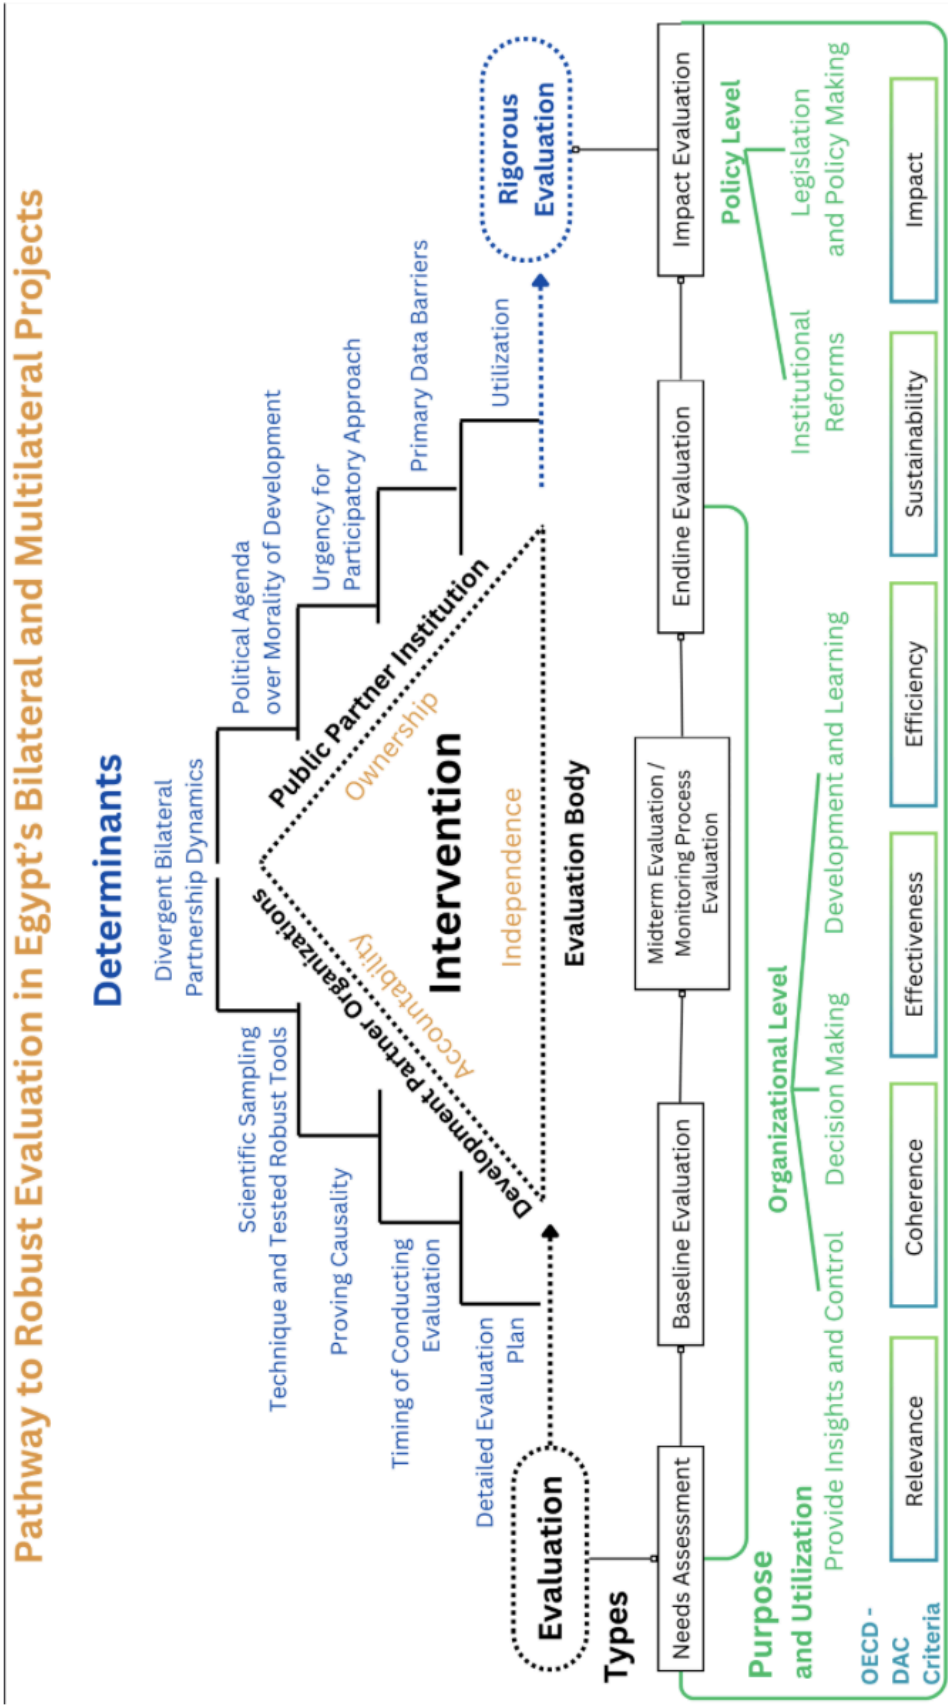 Pathway to Robust Evaluation in Egypt's Bilateral and Multilateral Projects
Determinants
Divergent Bilateral
Partnership Dynamics
Scientific Sampling
Technique and Tested Robust Tools
Political Agenda
over Morality of Development
Proving Causality
Urgency for
Participatory Approach
Timing of Conducting
Evaluation
Primary Data Barriers
Detailed Evaluation
Plan
Utilization
Development Partner Organizations
Public Partner Institution
Accountability
Ownership
Intervention
Independence
Evaluation Body
Evaluation
Rigorous
Evaluation
Types
Needs Assessment
Baseline Evaluation
Midterm Evaluation /
Monitoring Process
Evaluation
Endline Evaluation
Impact Evaluation
Purpose
and Utilization
Organizational Level
Provide Insights and Control
Decision Making
Development and Learning
Policy Level
Institutional
Reforms
Legislation
and Policy Making
OECD -
DAC
Criteria
Relevance
Coherence
Effectiveness
Efficiency
Sustainability
Impact